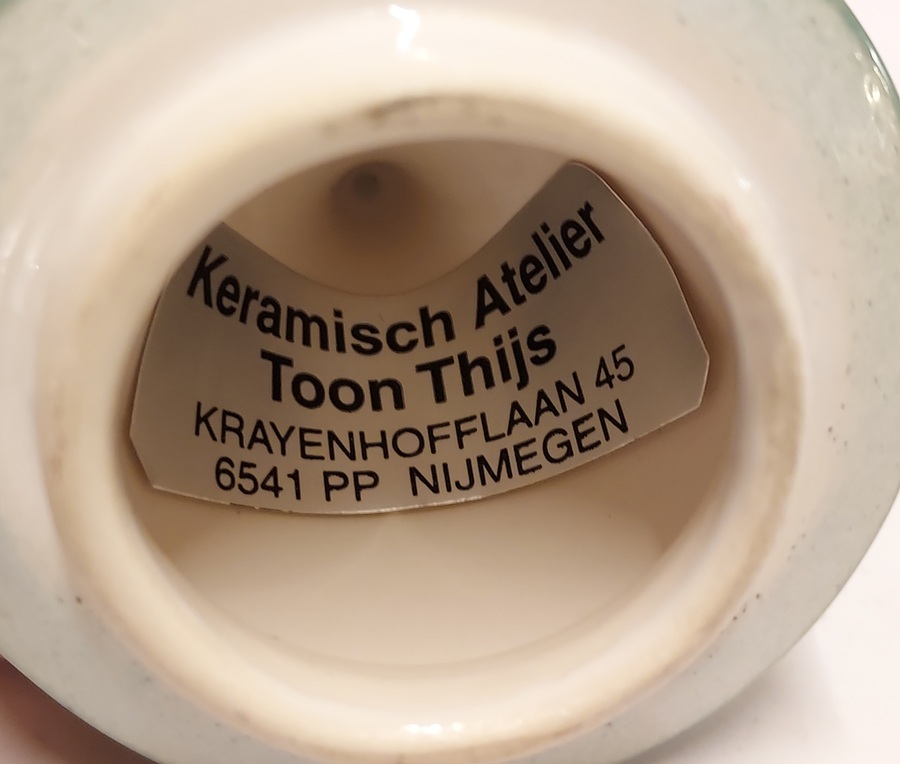 Keramisch Atelier
Toon Thijs
KRAYENHOFFLAAN 45
6541 PP NIJMEGEN